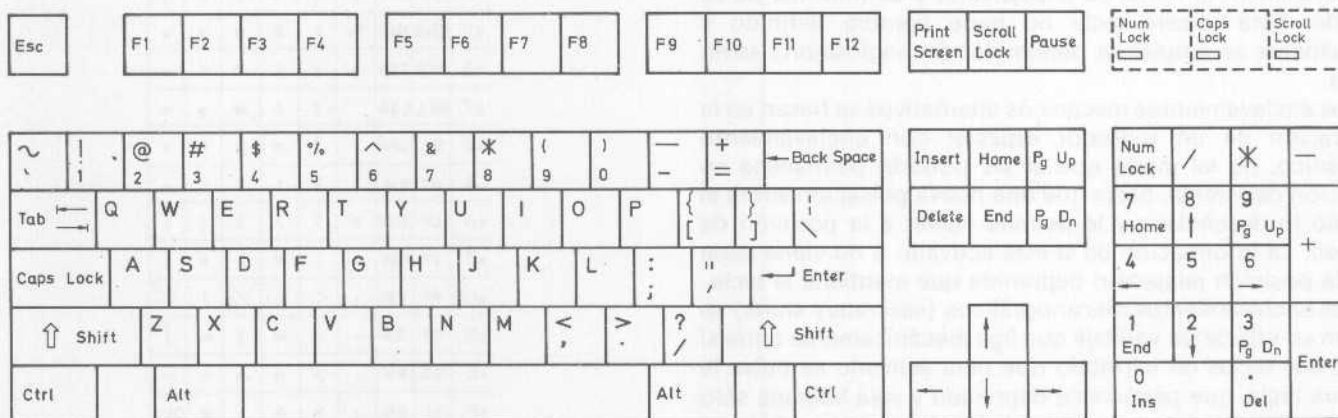 Esc F1 F2 F3 F4 F5 F6 F7 F8 F9 F10 F11 F12 Print Screen Scroll Lock Pause Num Lock Caps Lock Scroll Lock
~ ` ! 1 @ 2 # 3 $ 4 % 5 ^ 6 & 7 * 8 ( 9 ) 0 — - + = ← Back Space Insert Home Pg Up Num Lock / * -
Tab Q W E R T Y U I O P { [ } ] ¦ \ Delete End Pg Dn 7 Home 8 ↑ 9 Pg Up +
Caps Lock A S D F G H J K L : ; " ' ↵ Enter 4 ← 5 6 →
⇧ Shift Z X C V B N M < , > . ? / ⇧ Shift ↑ 1 End 2 ↓ 3 Pg Dn Enter
Ctrl Alt Alt Ctrl ← ↓ → 0 Ins . Del